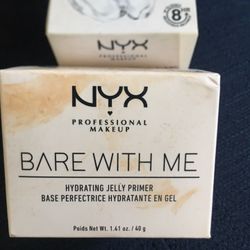 8
NYX
PROFESSIONAL
MAKEUP
NYX
PROFESSIONAL
MAKEUP
BARE WITH ME
HYDRATING JELLY PRIMER
BASE PERFECTRICE HYDRATANTE EN GEL
Poids Net Wt. 1.41 oz. / 40 g